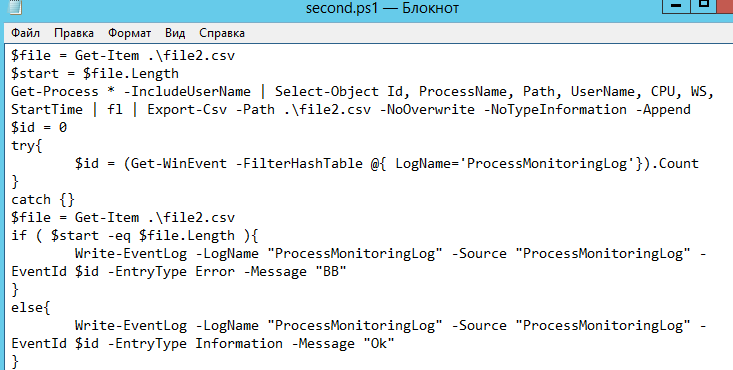 second.ps1 — Блокнот
Файл Правка Формат Вид Справка
$file = Get-Item .\file2.csv
$start = $file.Length
Get-Process * -IncludeUserName | Select-Object Id, ProcessName, Path, UserName, CPU, WS,
StartTime | fl | Export-Csv -Path .\file2.csv -NoOverwrite -NoTypeInformation -Append
$id = 0
try{
        $id = (Get-WinEvent -FilterHashTable @{ LogName='ProcessMonitoringLog'}).Count
}
catch {}
$file = Get-Item .\file2.csv
if ( $start -eq $file.Length ){
        Write-EventLog -LogName "ProcessMonitoringLog" -Source "ProcessMonitoringLog" -
EventId $id -EntryType Error -Message "BB"
}
else{
        Write-EventLog -LogName "ProcessMonitoringLog" -Source "ProcessMonitoringLog" -
EventId $id -EntryType Information -Message "Ok"
}